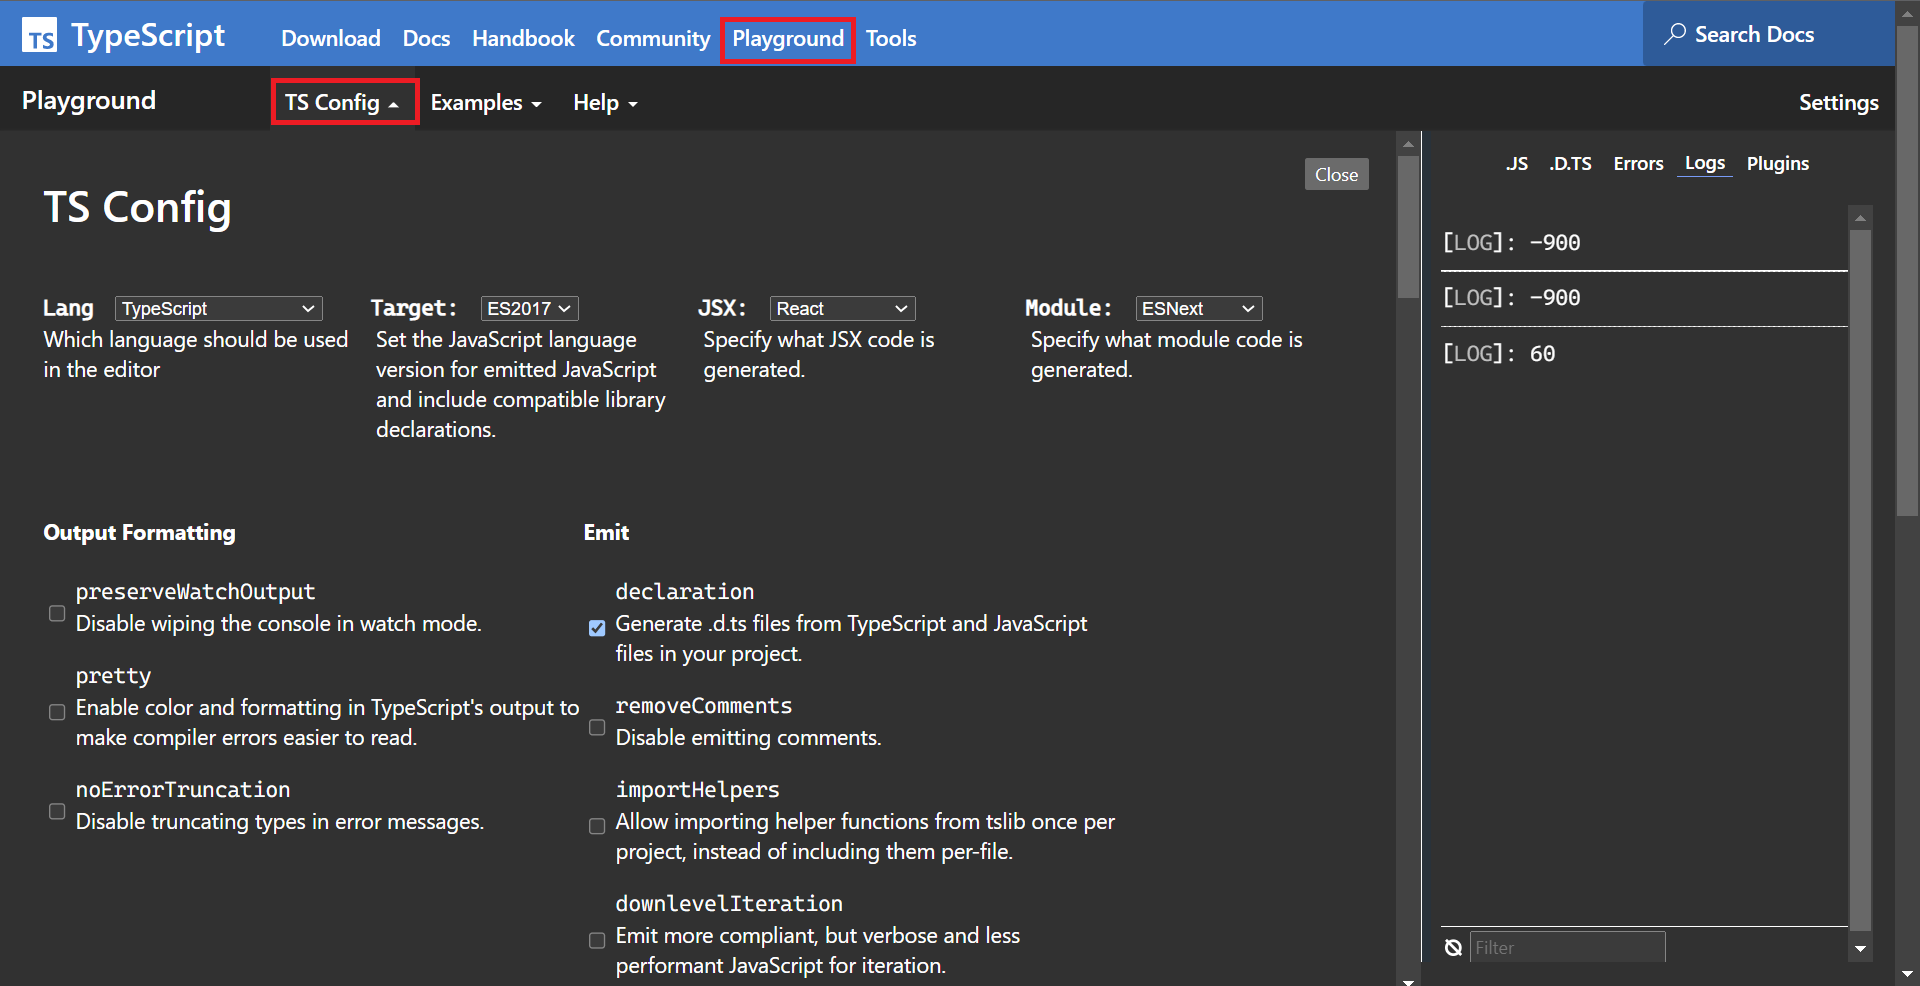 TS TypeScript Download Docs Handbook Community Playground Tools Search Docs
Playground TS Config Examples Help Settings
TS Config
Close
Lang TypeScript
Which language should be used
in the editor
Target: ES2017
Set the JavaScript language
version for emitted JavaScript
and include compatible library
declarations.
JSX: React
Specify what JSX code is
generated.
Module: ESNext
Specify what module code is
generated.
Output Formatting
preserveWatchOutput
Disable wiping the console in watch mode.
pretty
Enable color and formatting in TypeScript's output to
make compiler errors easier to read.
noErrorTruncation
Disable truncating types in error messages.
Emit
declaration
Generate .d.ts files from TypeScript and JavaScript
files in your project.
removeComments
Disable emitting comments.
importHelpers
Allow importing helper functions from tslib once per
project, instead of including them per-file.
downlevelIteration
Emit more compliant, but verbose and less
performant JavaScript for iteration.
.JS .D.TS Errors Logs Plugins
[LOG]: -900
[LOG]: -900
[LOG]: 60
Filter